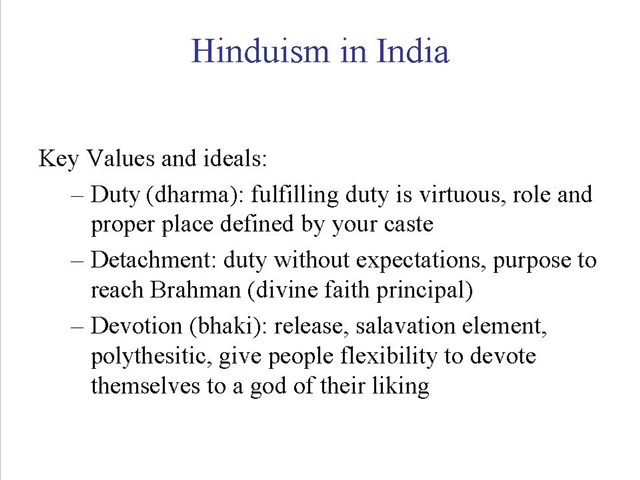 Hinduism in India
Key Values and ideals:
– Duty (dharma): fulfilling duty is virtuous, role and
proper place defined by your caste
– Detachment: duty without expectations, purpose to
reach Brahman (divine faith principal)
– Devotion (bhaki): release, salavation element,
polythesitic, give people flexibility to devote
themselves to a god of their liking